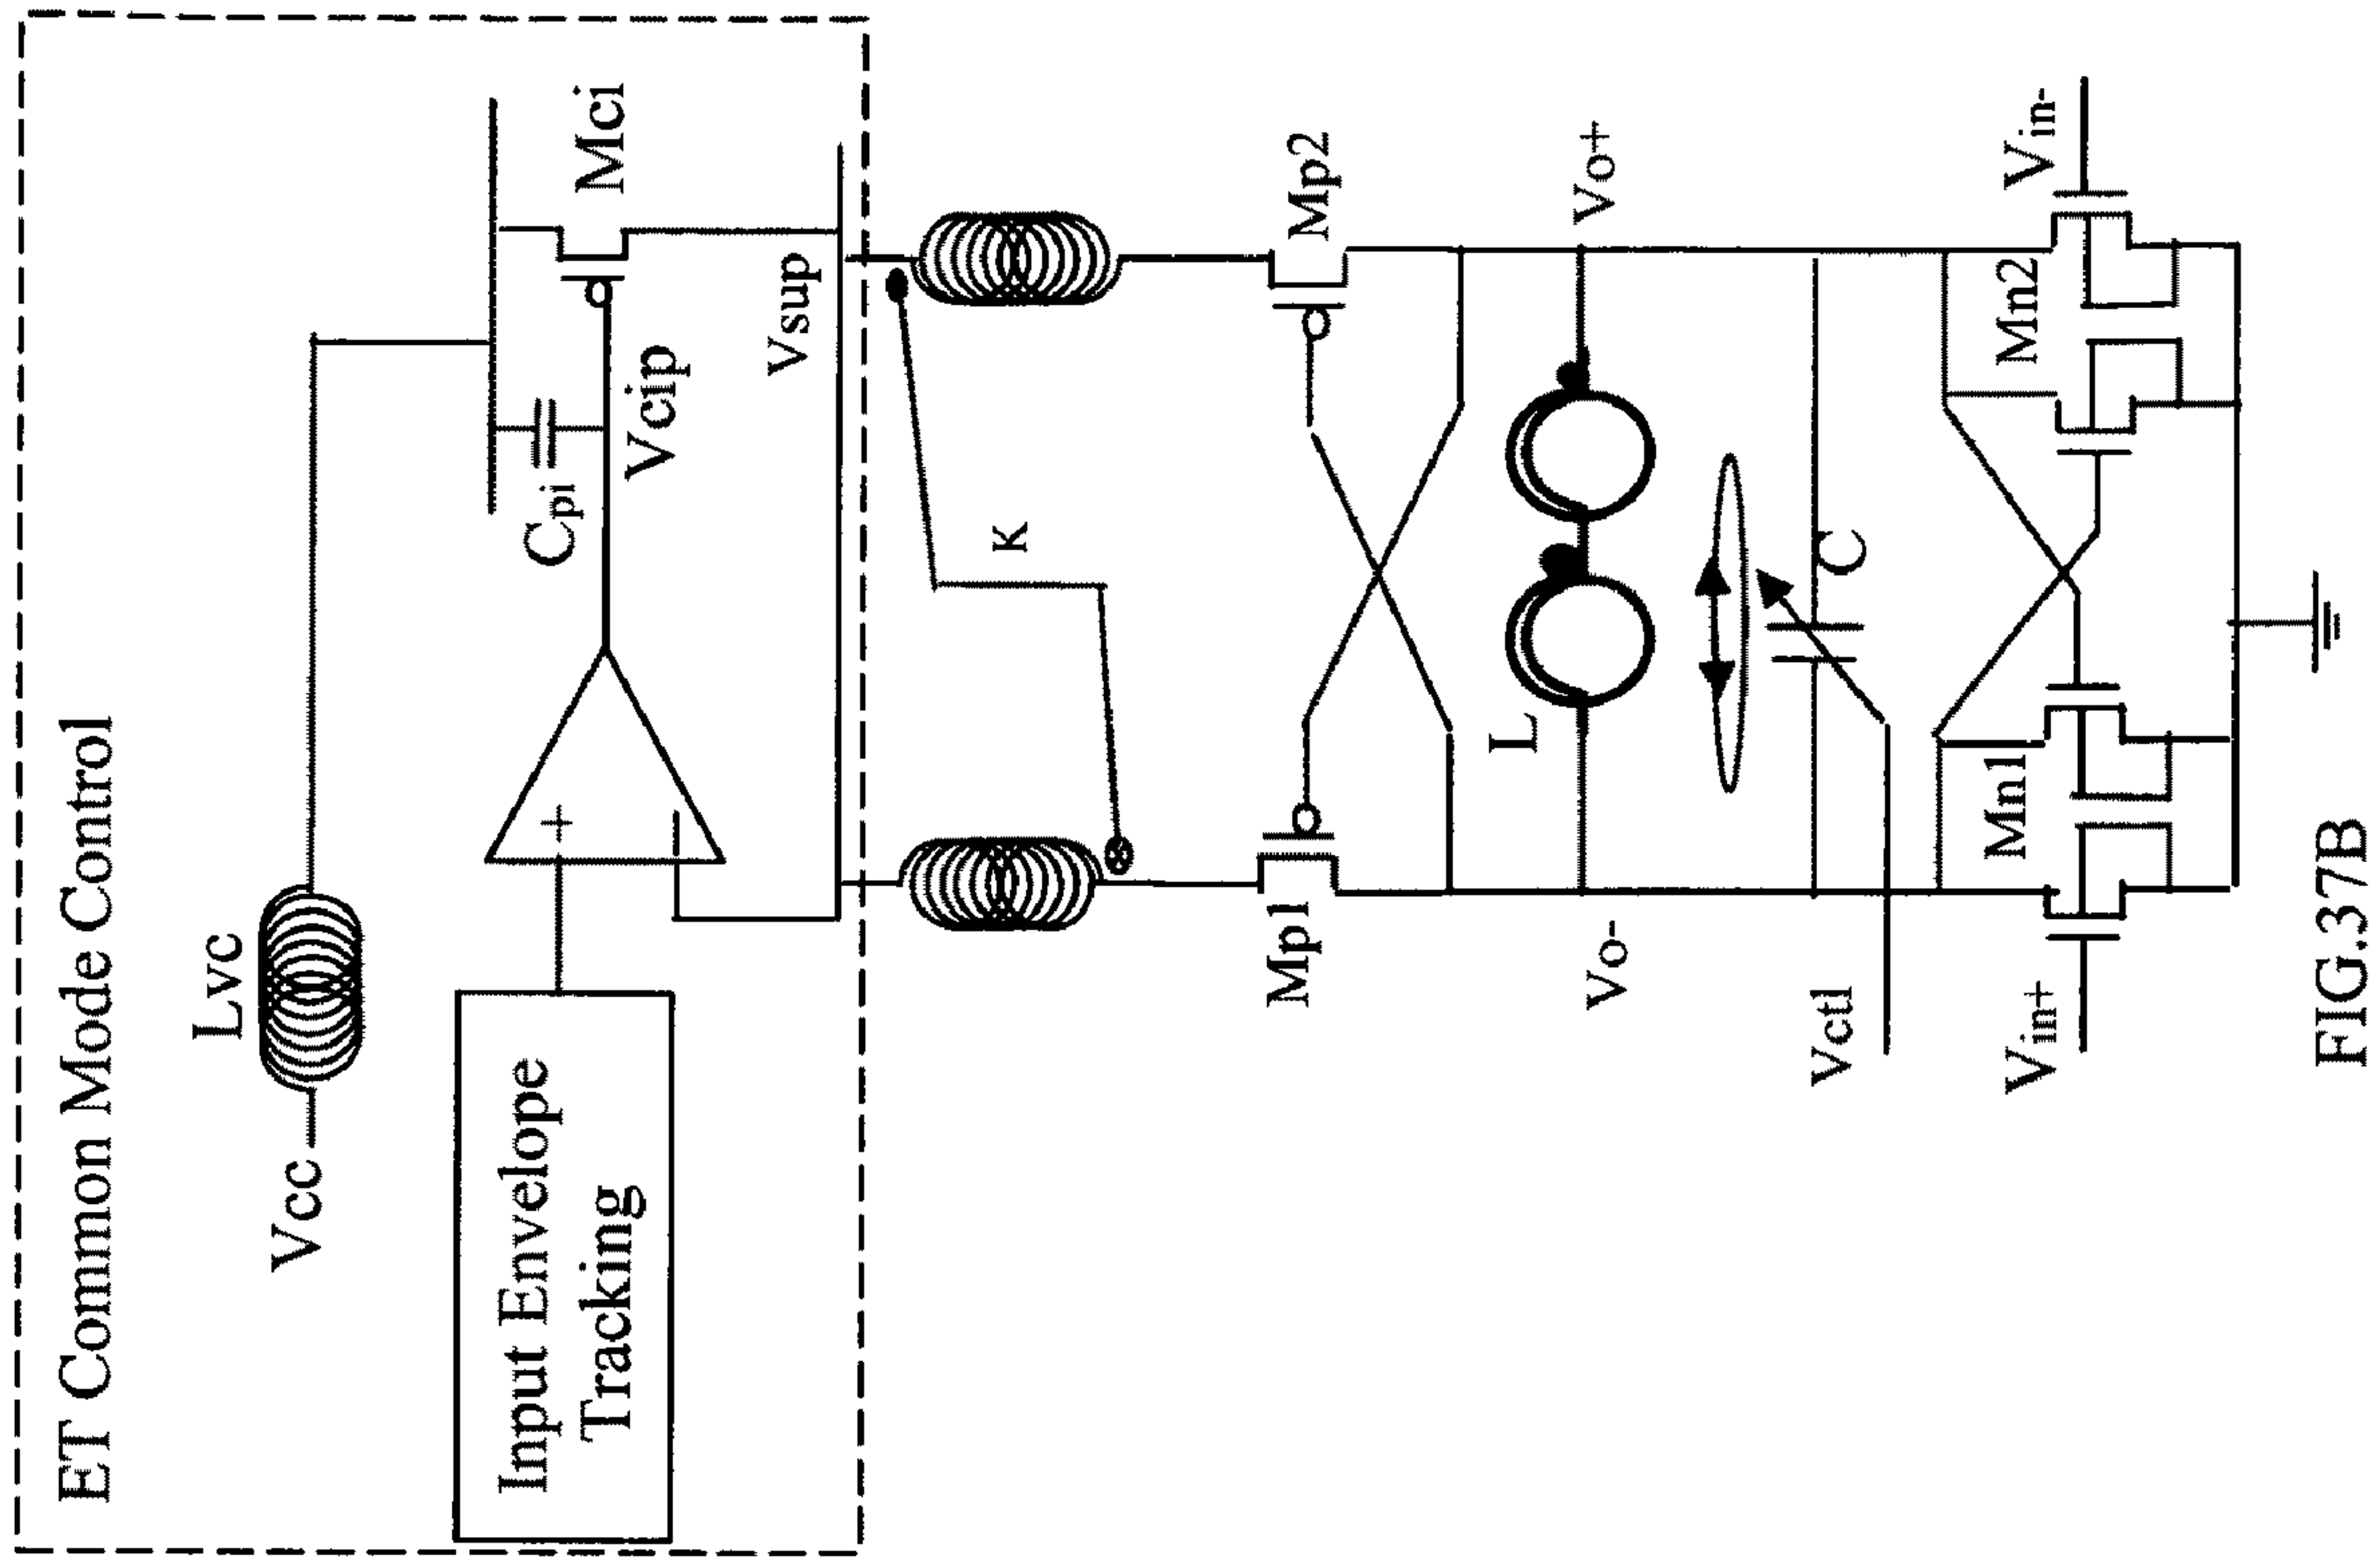 ET Common Mode Control
Vcc
Lvc
Input Envelope
Tracking
+
Cpi
Mci
Vcip
Vsup
K
Mp1
Mp2
L
Vo-
Vo+
C
Vctl
Mn1
Mn2
Vin+
Vin-
FIG.37B